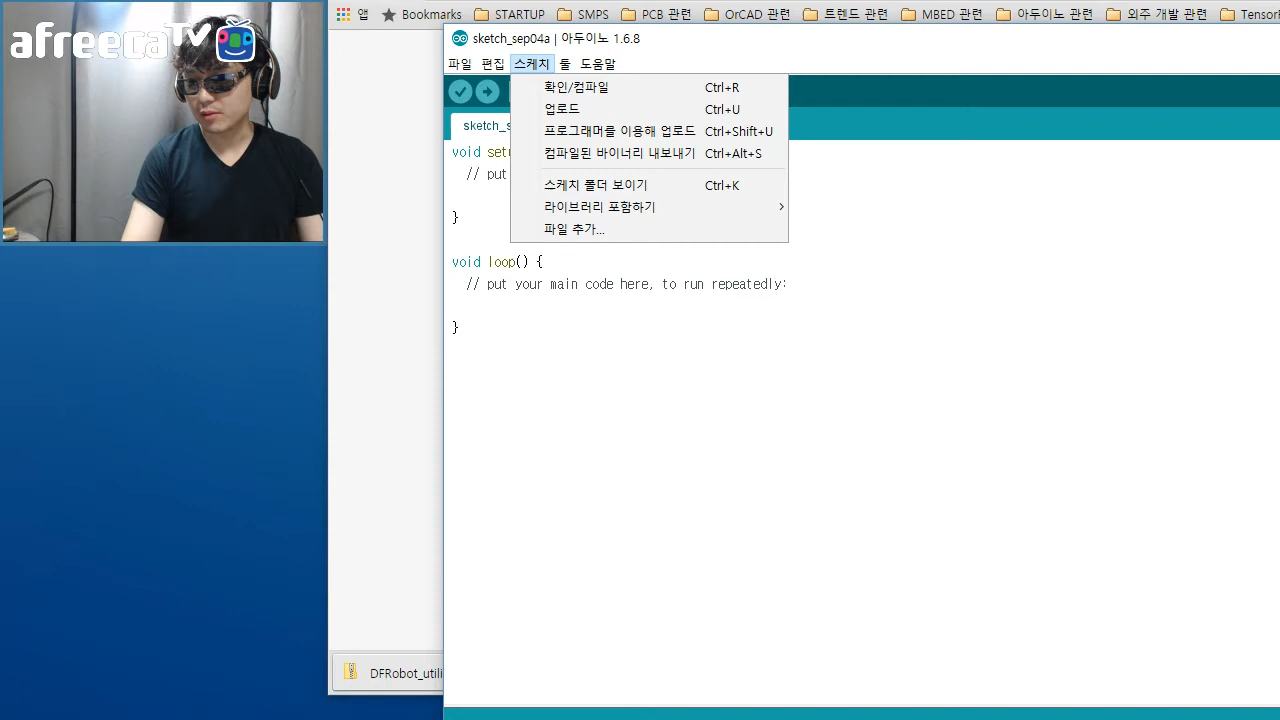 afreecaTV
앱 Bookmarks STARTUP SMPS PCB 관련 OrCAD 관련 트렌드 관련 MBED 관련 아두이노 관련 외주 개발 관련
sketch_sep04a | 아두이노 1.6.8
파일 편집 스케치 툴 도움말
확인/컴파일 Ctrl+R
업로드 Ctrl+U
프로그래머를 이용해 업로드 Ctrl+Shift+U
컴파일된 바이너리 내보내기 Ctrl+Alt+S
스케치 폴더 보이기 Ctrl+K
라이브러리 포함하기
파일 추가...
void
// put
}
void loop() {
// put your main code here, to run repeatedly:
}